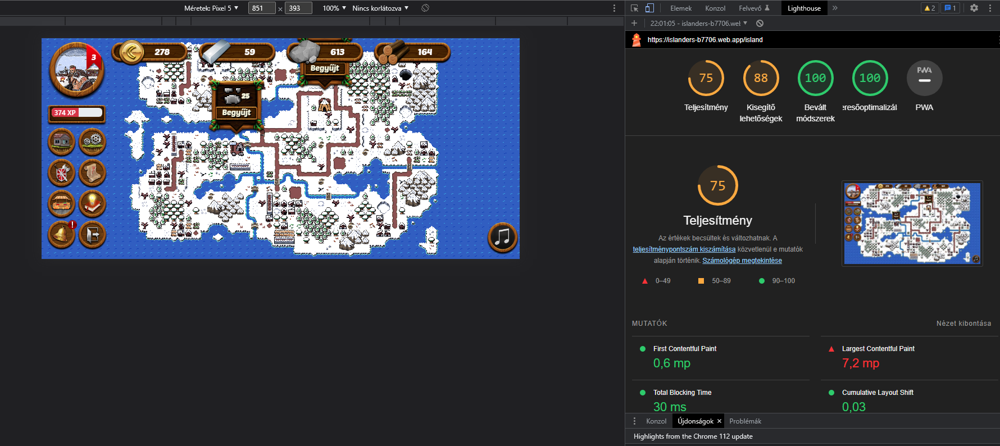 Méretek: Pixel 5 ▼ 851 × 393 100% ▼ Nincs korlátozva ▼
Elemek Konzol Felvevő Lighthouse » 2 1
+ 22:01:05 - islanders-b7706.wel ▼
https://islanders-b7706.web.app/island
3
278
59
613
164
Begyűjt
25
Begyűjt
374 XP
!
75
88
100
100
PWA
Teljesítmény
Kisegítő
lehetőségek
Bevált
módszerek
eresőoptimalizál
PWA
75
Teljesítmény
Az értékek becsültek és változhatnak. A
teljesítménypontszám kiszámítása közvetlenül e mutatók
alapján történik. Számológép megtekintése
0–49
50–89
90–100
MUTATÓK
Nézet kibontása
First Contentful Paint
0,6 mp
Largest Contentful Paint
7,2 mp
Total Blocking Time
30 ms
Cumulative Layout Shift
0,03
Konzol Újdonságok × Problémák
Highlights from the Chrome 112 update